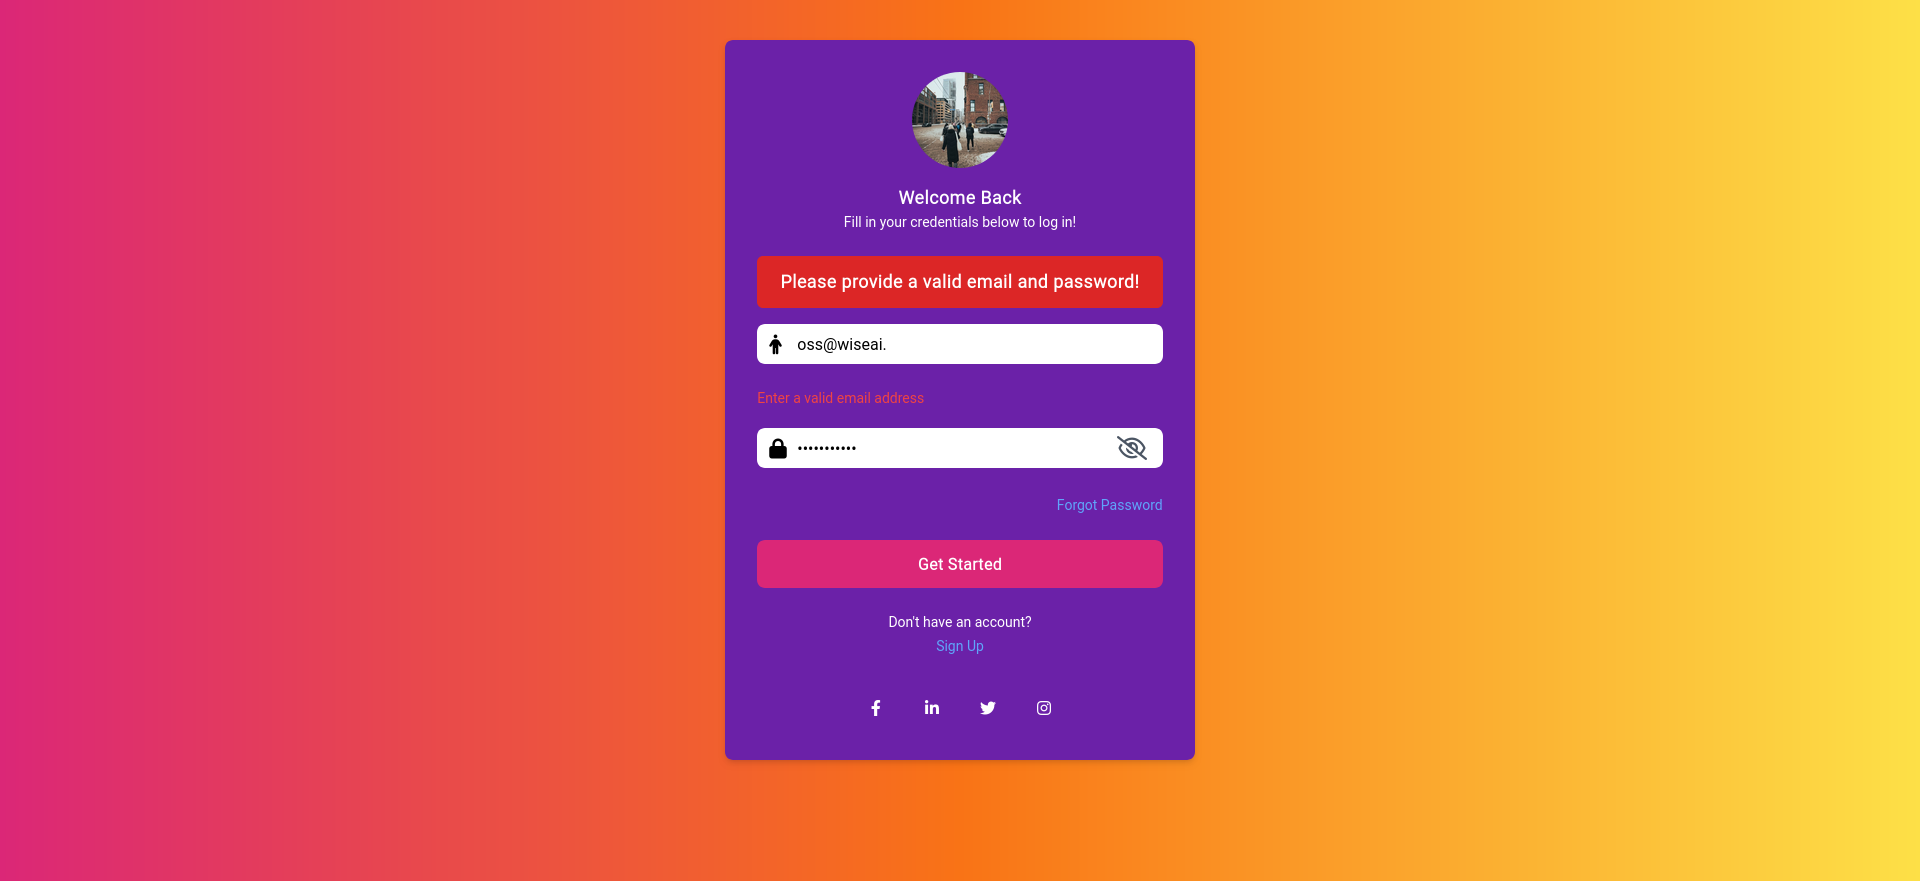 Welcome Back
Fill in your credentials below to log in!
Please provide a valid email and password!
oss@wiseai.
Enter a valid email address
•••••••••••
Forgot Password
Get Started
Don't have an account?
Sign Up